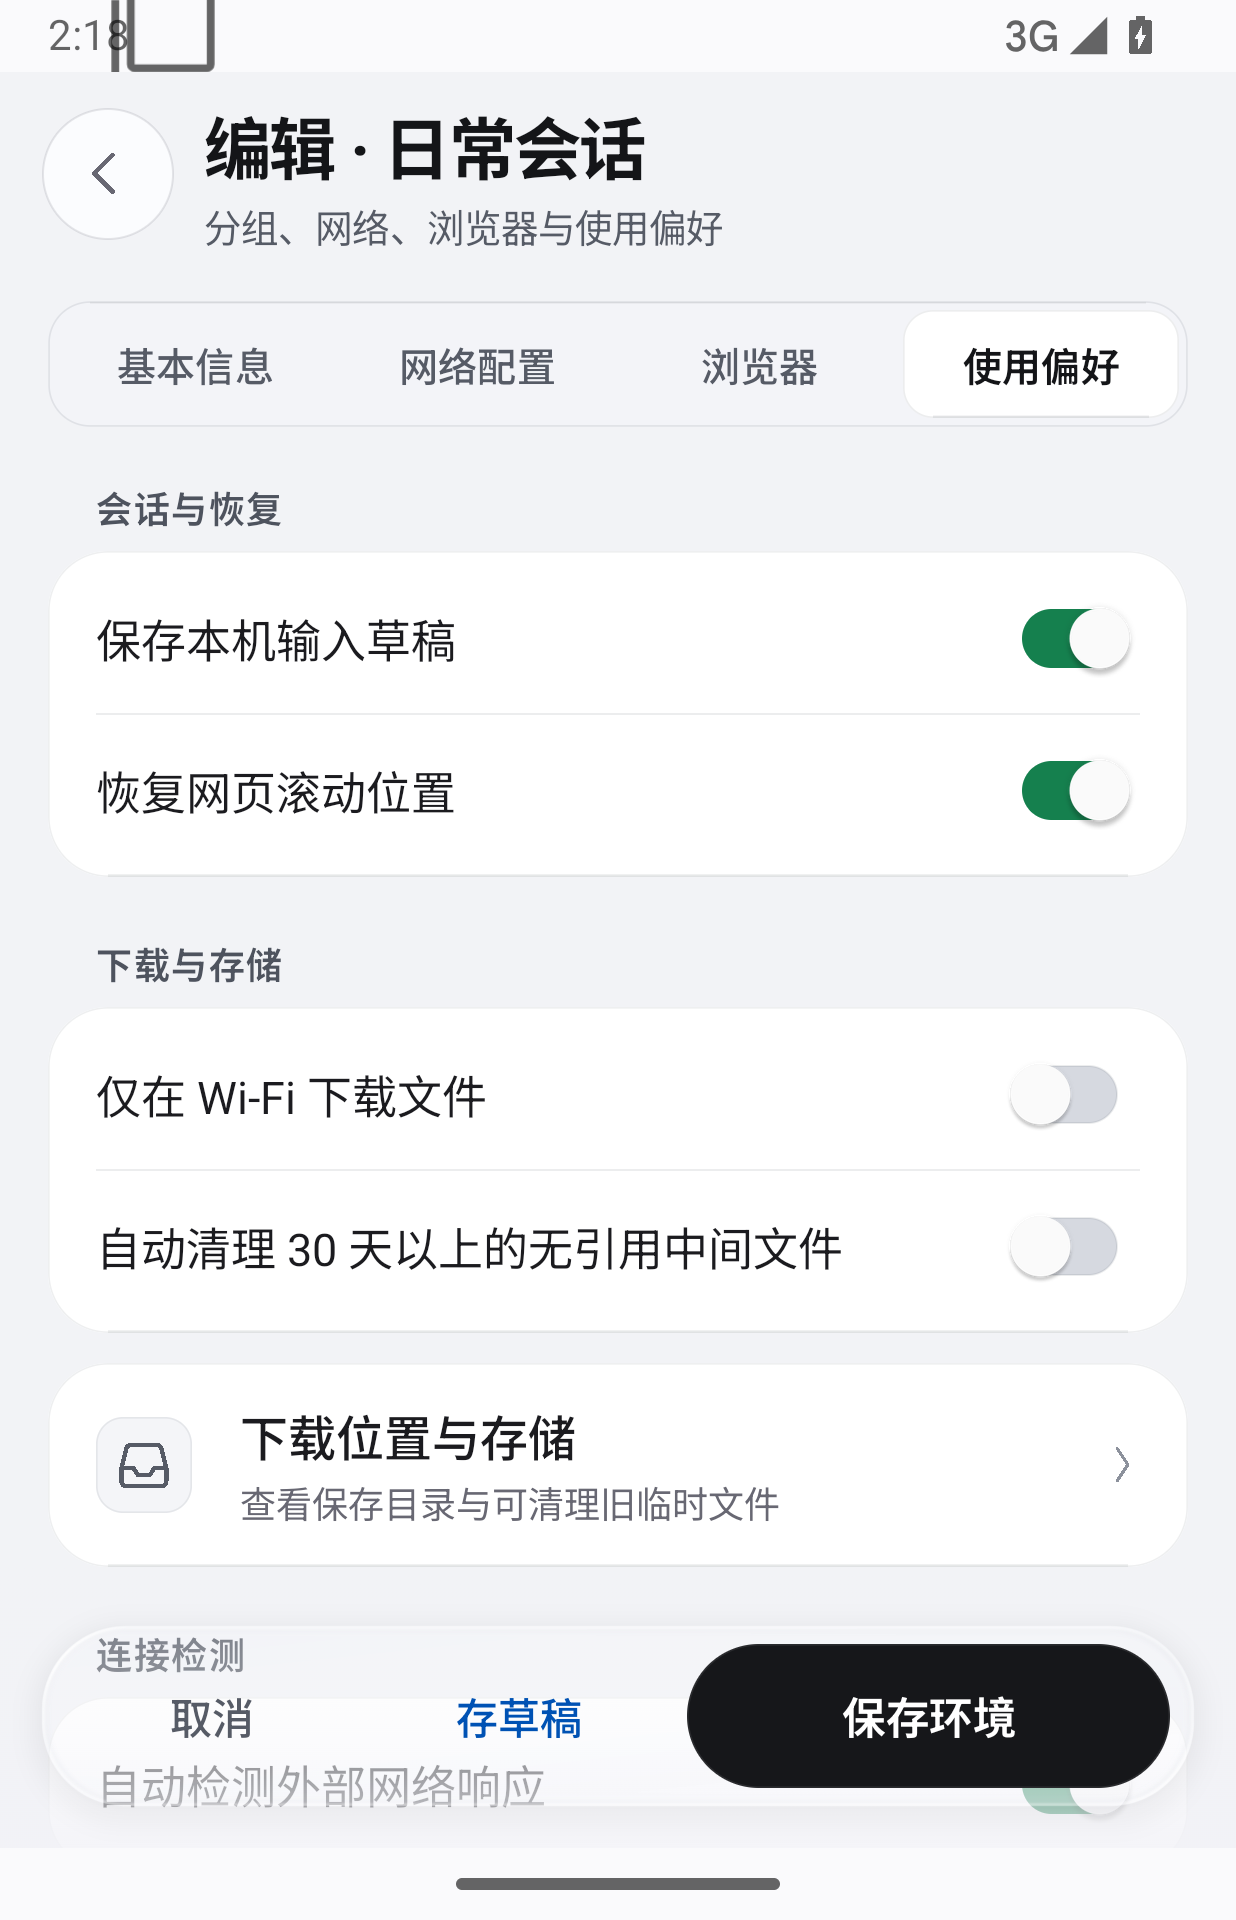 2:18
3G
编辑 · 日常会话
分组、网络、浏览器与使用偏好
基本信息
网络配置
浏览器
使用偏好
会话与恢复
保存本机输入草稿
恢复网页滚动位置
下载与存储
仅在 Wi-Fi 下载文件
自动清理 30 天以上的无引用中间文件
下载位置与存储
查看保存目录与可清理旧临时文件
连接检测
取消
存草稿
保存环境
自动检测外部网络响应